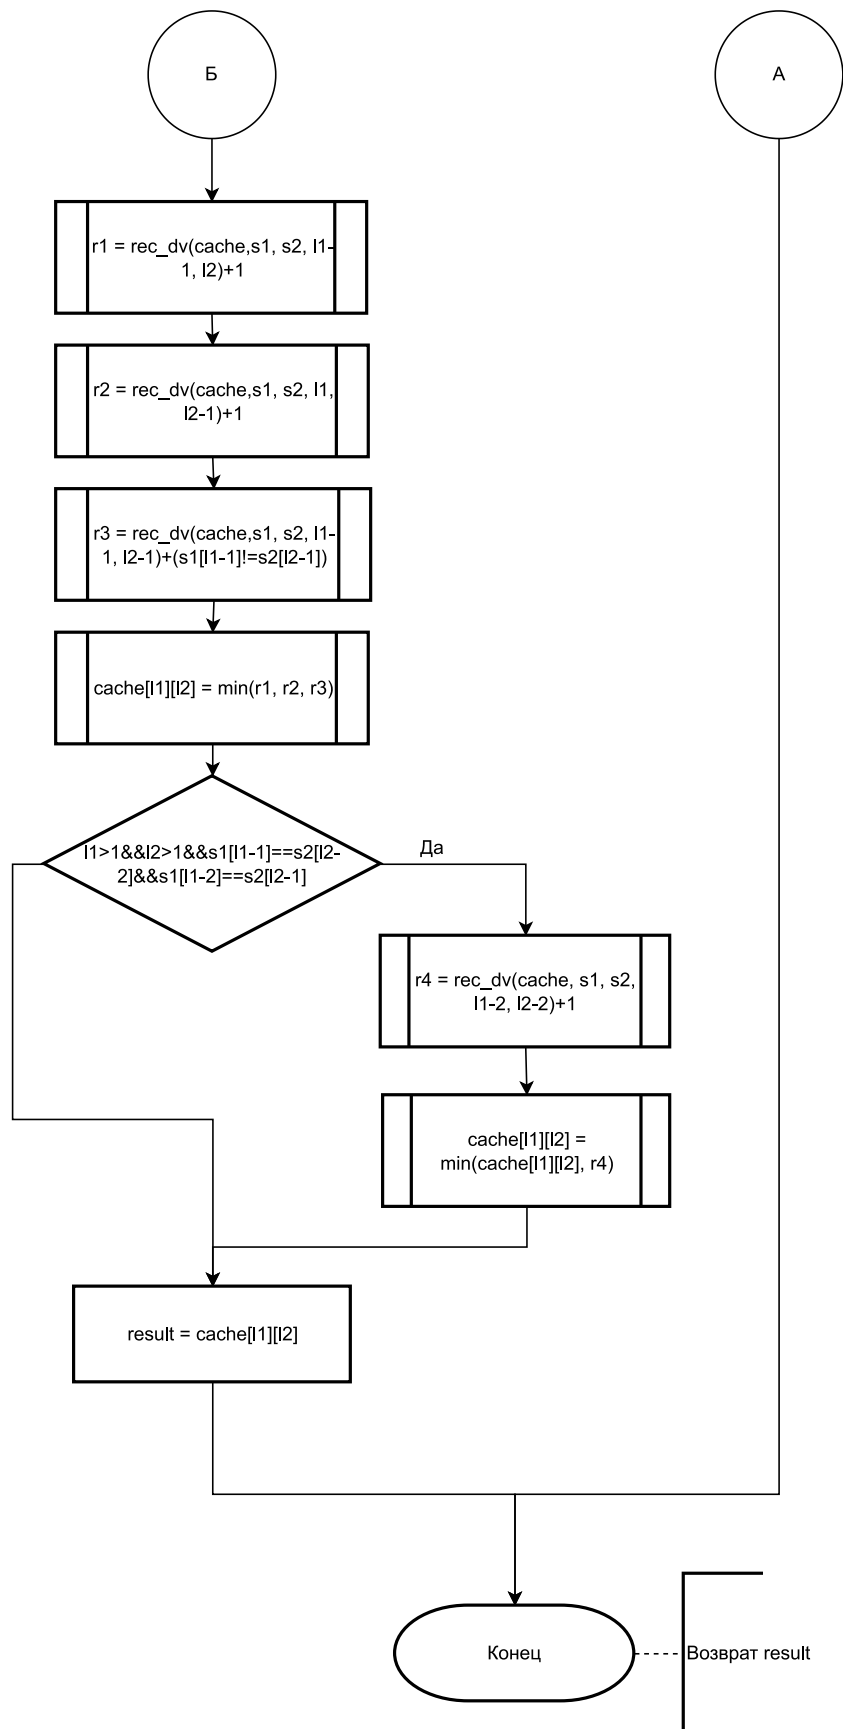 Б
А
r1 = rec_dv(cache,s1, s2, l1-
1, l2)+1
r2 = rec_dv(cache,s1, s2, l1,
l2-1)+1
r3 = rec_dv(cache,s1, s2, l1-
1, l2-1)+(s1[l1-1]!=s2[l2-1])
cache[l1][l2] = min(r1, r2, r3)
l1>1&&l2>1&&s1[l1-1]==s2[l2-
2]&&s1[l1-2]==s2[l2-1]
Да
r4 = rec_dv(cache, s1, s2,
l1-2, l2-2)+1
cache[l1][l2] =
min(cache[l1][l2], r4)
result = cache[l1][l2]
Конец
Возврат result